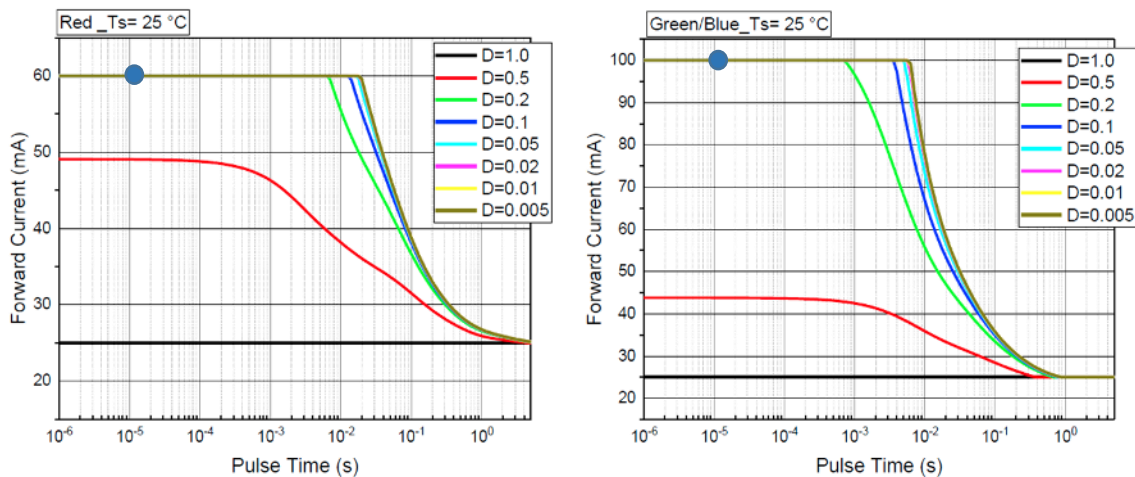 Red _Ts= 25 °C
Forward Current (mA)
60
50
40
30
20
D=1.0
D=0.5
D=0.2
D=0.1
D=0.05
D=0.02
D=0.01
D=0.005
10-6 10-5 10-4 10-3 10-2 10-1 100
Pulse Time (s)
Green/Blue_Ts= 25 °C
Forward Current (mA)
100
90
80
70
60
50
40
30
20
D=1.0
D=0.5
D=0.2
D=0.1
D=0.05
D=0.02
D=0.01
D=0.005
10-6 10-5 10-4 10-3 10-2 10-1 100
Pulse Time (s)